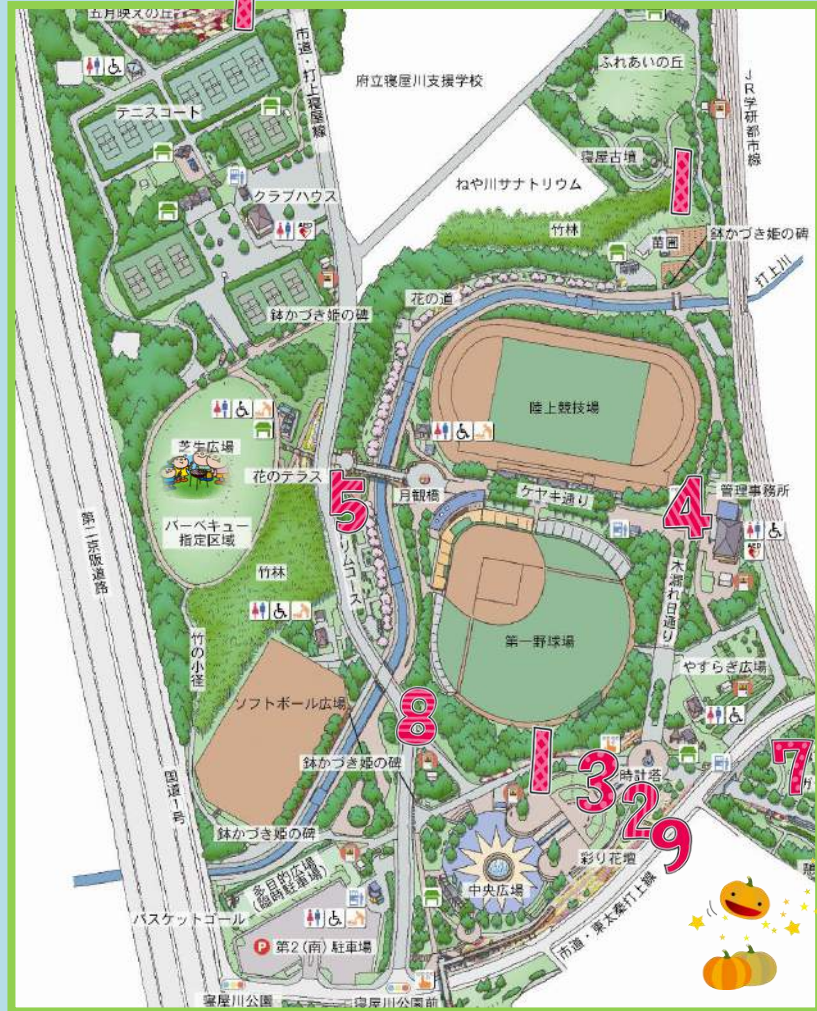 五月映えの丘
1
市道・打上寝屋線
府立寝屋川支援学校
ふれあいの丘
JR学研都市線
テニスコート
寝屋古墳
1
ねや川サナトリウム
クラブハウス
AED
竹林
苗圃
鉢かづき姫の碑
打上川
花の道
鉢かづき姫の碑
陸上競技場
芝生広場
花のテラス
月観橋
ケヤキ通り
5
4
管理事務所
AED
バーベキュー
指定区域
第二京阪道路
竹林
リムコース
木漏れ日通り
第一野球場
竹の小径
やすらぎ広場
ソフトボール広場
8
1
3
時計塔
7
鉢かづき姫の碑
2
国道1号
鉢かづき姫の碑
9
彩り花壇
中央広場
多目的広場
(臨時駐車場)
バスケットゴール
市道・東太秦打上線
P 第2(南)駐車場
寝屋川公園
寝屋川公園前